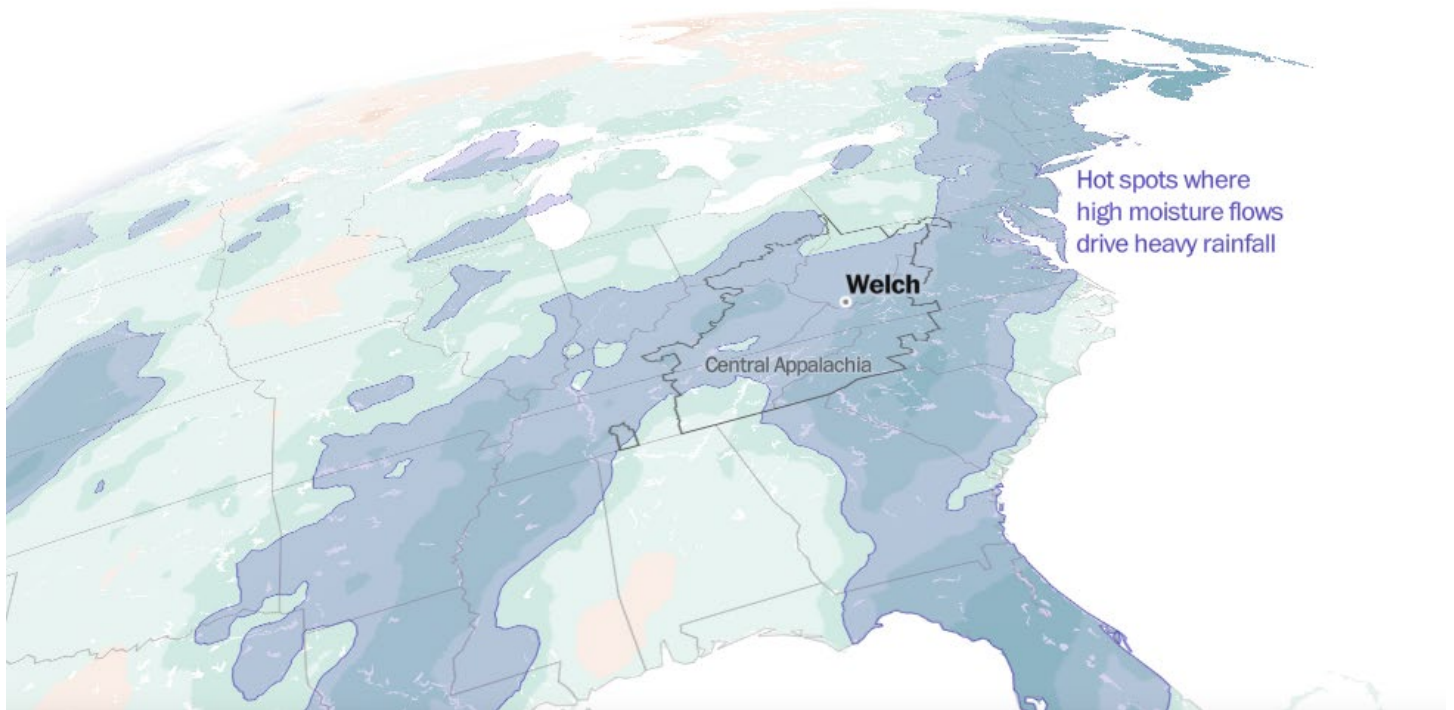 Hot spots where
high moisture flows
drive heavy rainfall
Welch
Central Appalachia